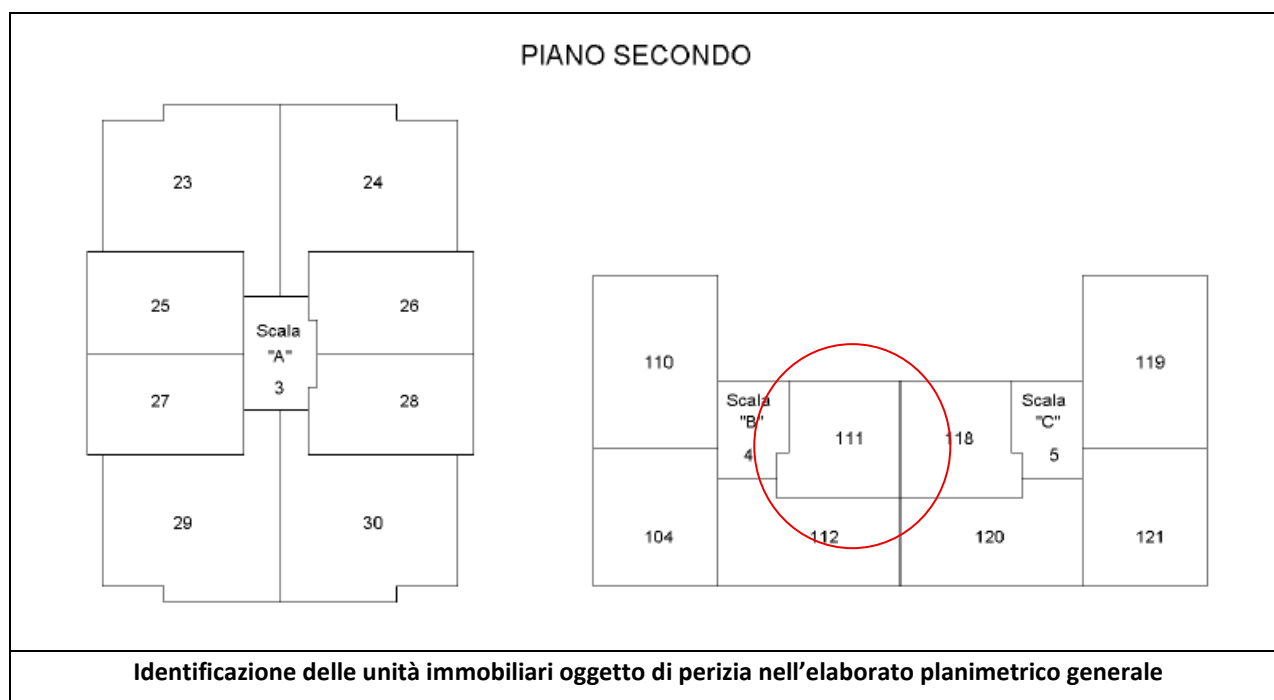 PIANO SECONDO
23
24
25
26
Scala
"A"
3
27
28
29
30
110
119
Scala
"B"
4
111
118
Scala
"C"
5
104
112
120
121
Identificazione delle unità immobiliari oggetto di perizia nell’elaborato planimetrico generale